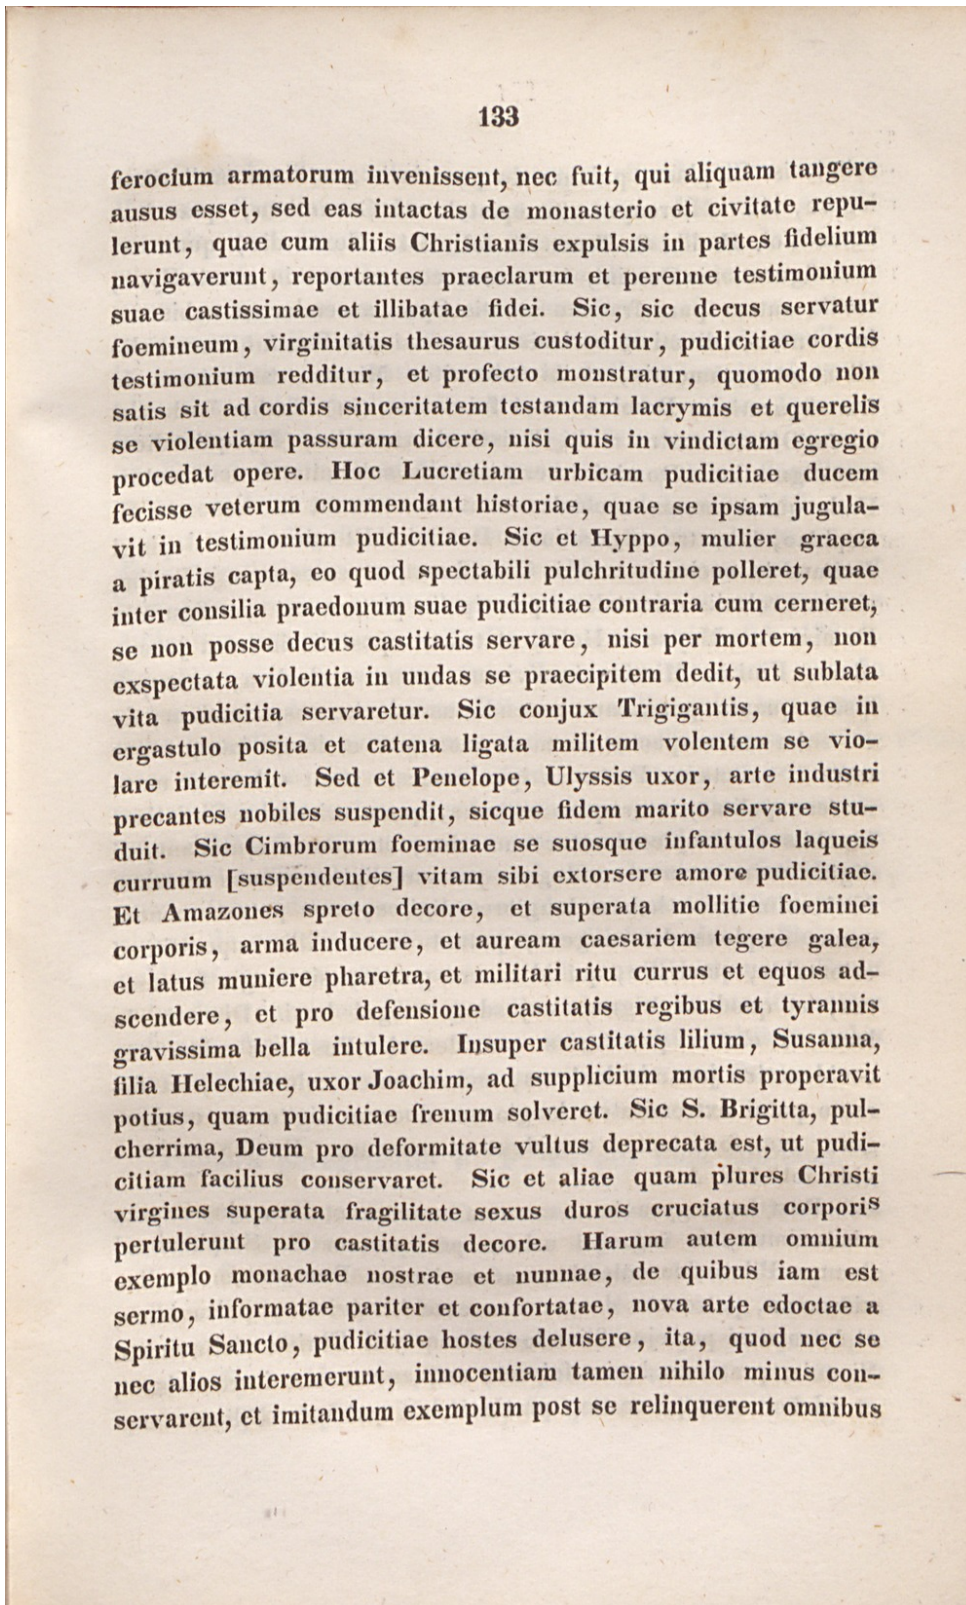 133
ferocium armatorum invenissent, nec fuit, qui aliquam tangere
ausus esset, sed eas intactas de monasterio et civitate repu-
lerunt, quae cum aliis Christianis expulsis in partes fidelium
navigaverunt, reportantes praeclarum et perenne testimonium
suae castissimae et illibatae fidei. Sic, sic decus servatur
foemineum, virginitatis thesaurus custoditur, pudicitiae cordis
testimonium redditur, et profecto monstratur, quomodo non
satis sit ad cordis sinceritatem testandam lacrymis et querelis
se violentiam passuram dicere, nisi quis in vindictam egregio
procedat opere. Hoc Lucretiam urbicam pudicitiae ducem
fecisse veterum commendant historiae, quae se ipsam jugula-
vit in testimonium pudicitiae. Sic et Hyppo, mulier graeca
a piratis capta, eo quod spectabili pulchritudine polleret, quae
inter consilia praedonum suae pudicitiae contraria cum cerneret,
se non posse decus castitatis servare, nisi per mortem, non
exspectata violentia in undas se praecipitem dedit, ut sublata
vita pudicitia servaretur. Sic conjux Trigigantis, quae in
ergastulo posita et catena ligata militem volentem se vio-
lare interemit. Sed et Penelope, Ulyssis uxor, arte industri
precantes nobiles suspendit, sicque fidem marito servare stu-
duit. Sic Cimbrorum foeminae se suosque infantulos laqueis
curruum [suspendentes] vitam sibi extorsere amore pudicitiae.
Et Amazones spreto decore, et superata mollitie foeminei
corporis, arma inducere, et auream caesariem tegere galea,
et latus muniere pharetra, et militari ritu currus et equos ad-
scendere, et pro defensione castitatis regibus et tyrannis
gravissima bella intulere. Insuper castitatis lilium, Susanna,
filia Helechiae, uxor Joachim, ad supplicium mortis properavit
potius, quam pudicitiae frenum solveret. Sic S. Brigitta, pul-
cherrima, Deum pro deformitate vultus deprecata est, ut pudi-
citiam facilius conservaret. Sic et aliae quam plures Christi
virgines superata fragilitate sexus duros cruciatus corporis
pertulerunt pro castitatis decore. Harum autem omnium
exemplo monachae nostrae et nunnae, de quibus iam est
sermo, informatae pariter et confortatae, nova arte edoctae a
Spiritu Sancto, pudicitiae hostes delusere, ita, quod nec se
nec alios interemerunt, innocentiam tamen nihilo minus con-
servarent, et imitandum exemplum post se relinquerent omnibus